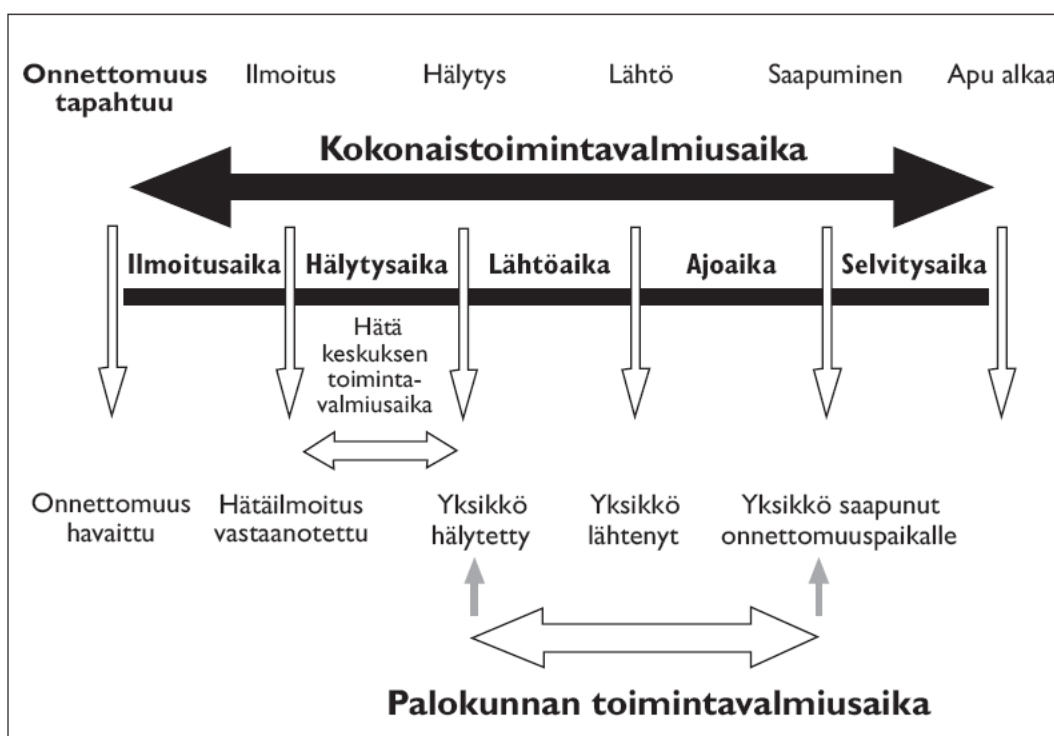 Onnettomuus
tapahtuu
Ilmoitus
Hälytys
Lähtö
Saapuminen
Apu alkaa
Kokonaistoimintavalmiusaika
Ilmoitusaika
Hälytysaika
Lähtöaika
Ajoaika
Selvitysaika
Hätä
keskuksen
toiminta-
valmiusaika
Onnettomuus
havaittu
Hätäilmoitus
vastaanotettu
Yksikkö
hälytetty
Yksikkö
lähtenyt
Yksikkö saapunut
onnettomuuspaikalle
Palokunnan toimintavalmiusaika